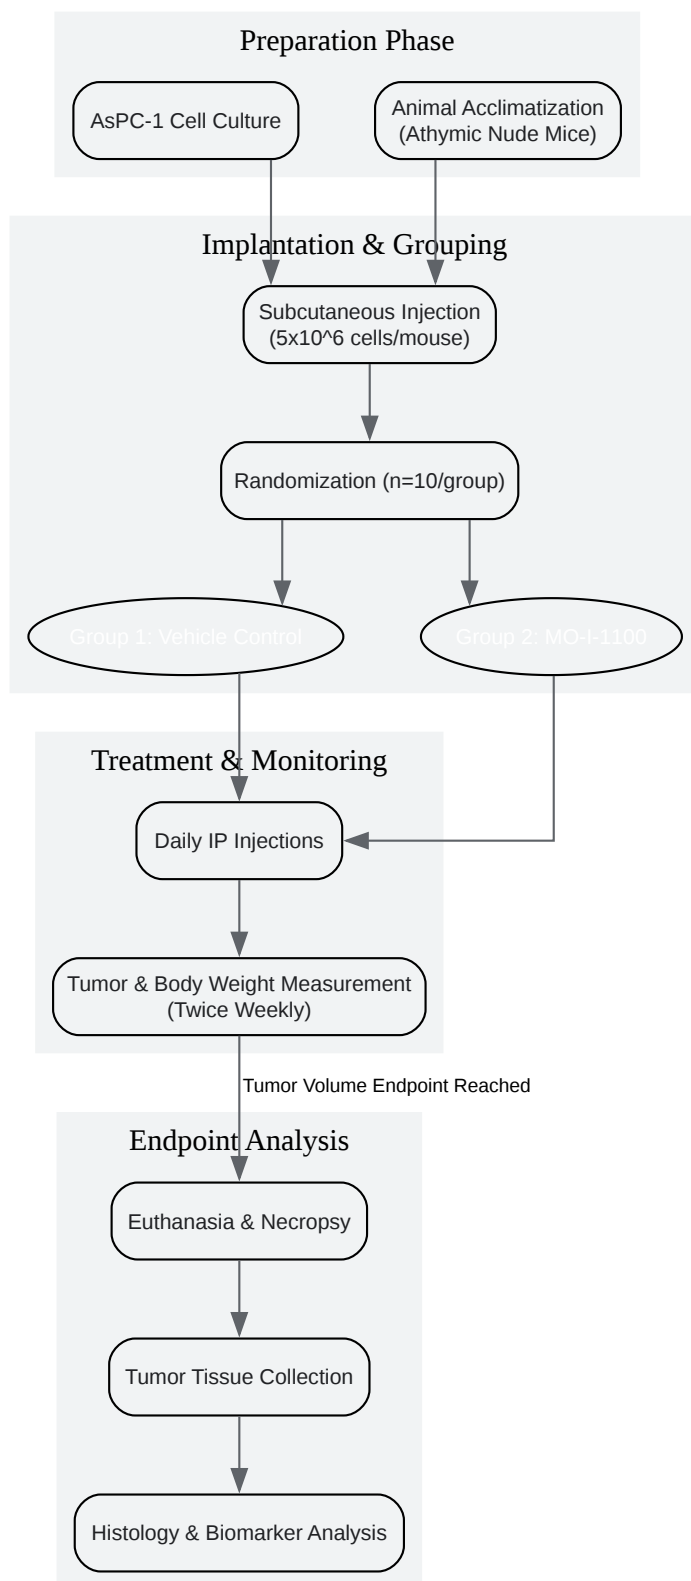 Preparation Phase
AsPC-1 Cell Culture
Animal Acclimatization
(Athymic Nude Mice)
Implantation & Grouping
Subcutaneous Injection
(5x10^6 cells/mouse)
Randomization (n=10/group)
Group 1: Vehicle Control
Group 2: MO-I-1100
Treatment & Monitoring
Daily IP Injections
Tumor & Body Weight Measurement
(Twice Weekly)
Tumor Volume Endpoint Reached
Endpoint Analysis
Euthanasia & Necropsy
Tumor Tissue Collection
Histology & Biomarker Analysis